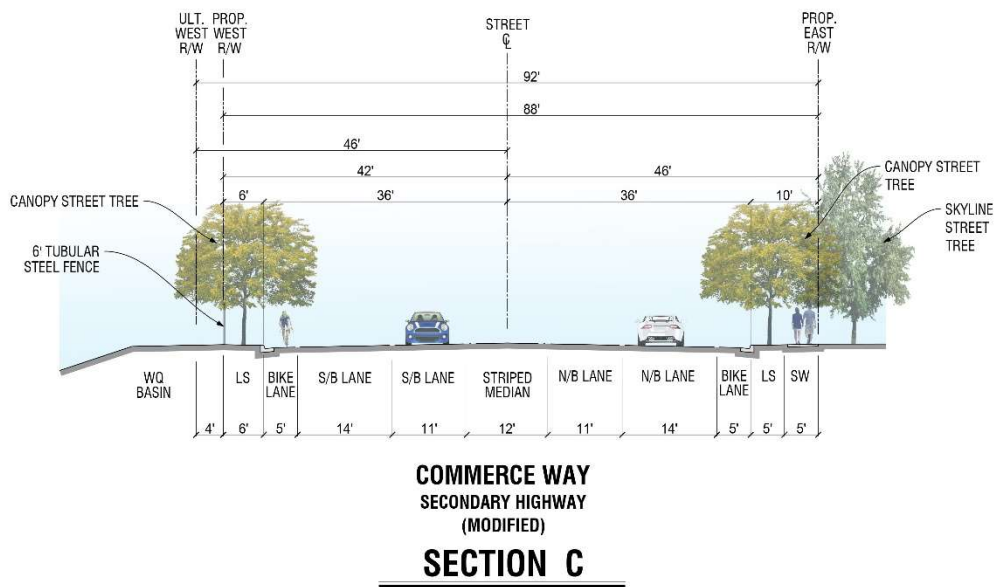 ULT. PROP.
WEST WEST
R/W R/W
STREET
℄
PROP.
EAST
R/W
92'
88'
46'
42' 46'
6' 36' 36' 10'
CANOPY STREET TREE
6' TUBULAR
STEEL FENCE
CANOPY STREET
TREE
SKYLINE
STREET
TREE
WQ
BASIN
LS
BIKE
LANE
S/B LANE
S/B LANE
STRIPED
MEDIAN
N/B LANE
N/B LANE
BIKE
LANE
LS
SW
4' 6' 5' 14' 11' 12' 11' 14' 5' 5' 5'
COMMERCE WAY
SECONDARY HIGHWAY
(MODIFIED)
SECTION C